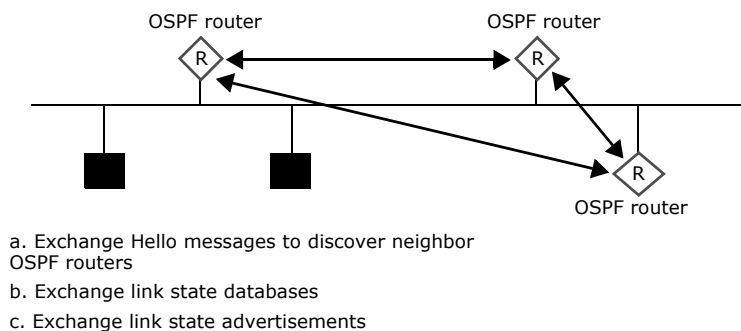 OSPF router
OSPF router
R
R
R
OSPF router
a. Exchange Hello messages to discover neighbor
OSPF routers
b. Exchange link state databases
c. Exchange link state advertisements